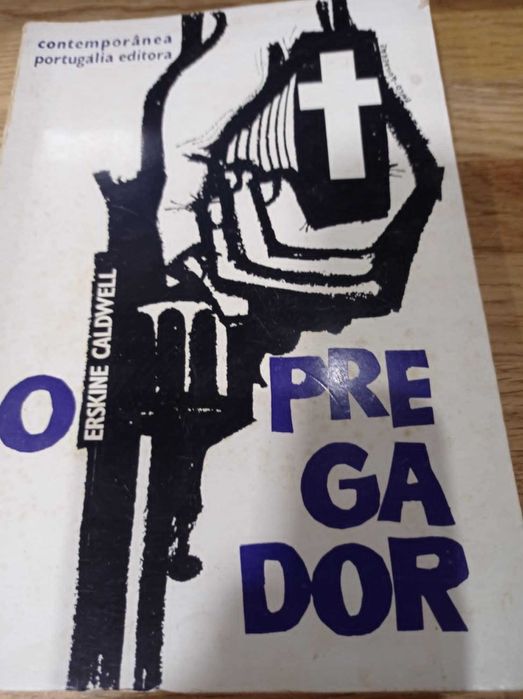 contemporânea
portugália editora
ERSKINE CALDWELL
O
PRE
GA
DOR